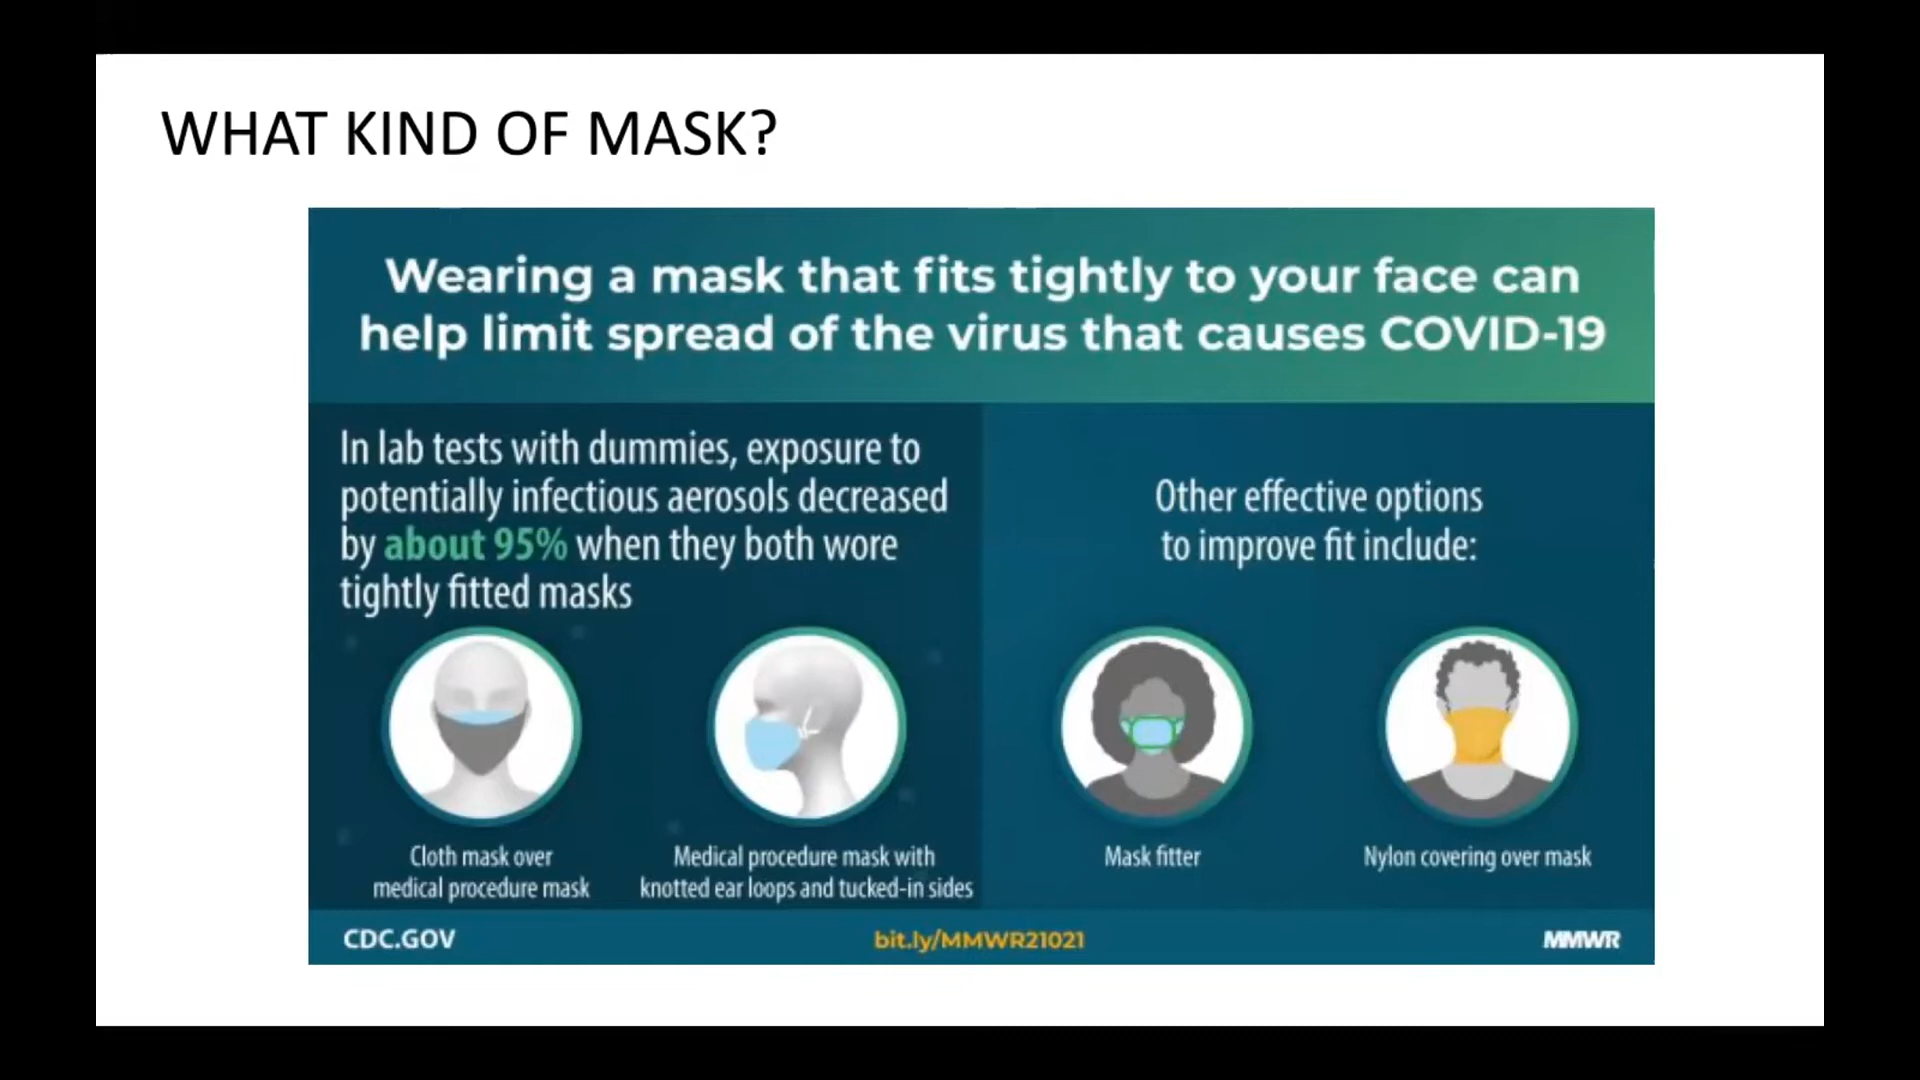 WHAT KIND OF MASK?
Wearing a mask that fits tightly to your face can
help limit spread of the virus that causes COVID-19
In lab tests with dummies, exposure to
potentially infectious aerosols decreased
by about 95% when they both wore
tightly fitted masks
Cloth mask over
medical procedure mask
Medical procedure mask with
knotted ear loops and tucked-in sides
Other effective options
to improve fit include:
Mask fitter
Nylon covering over mask
CDC.GOV
bit.ly/MMWR21021
MMWR